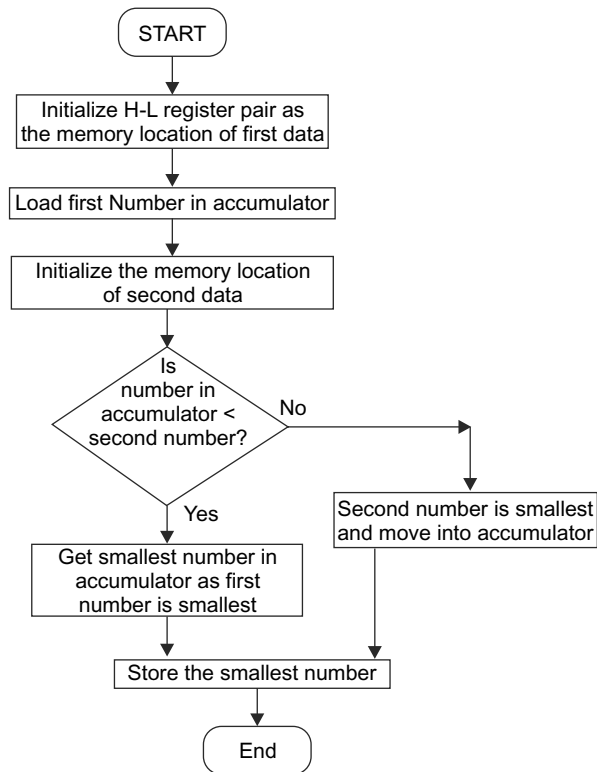 START
Initialize H-L register pair as
the memory location of first data
Load first Number in accumulator
Initialize the memory location
of second data
Is
number in
accumulator <
second number?
No
Yes
Second number is smallest
and move into accumulator
Get smallest number in
accumulator as first
number is smallest
Store the smallest number
End